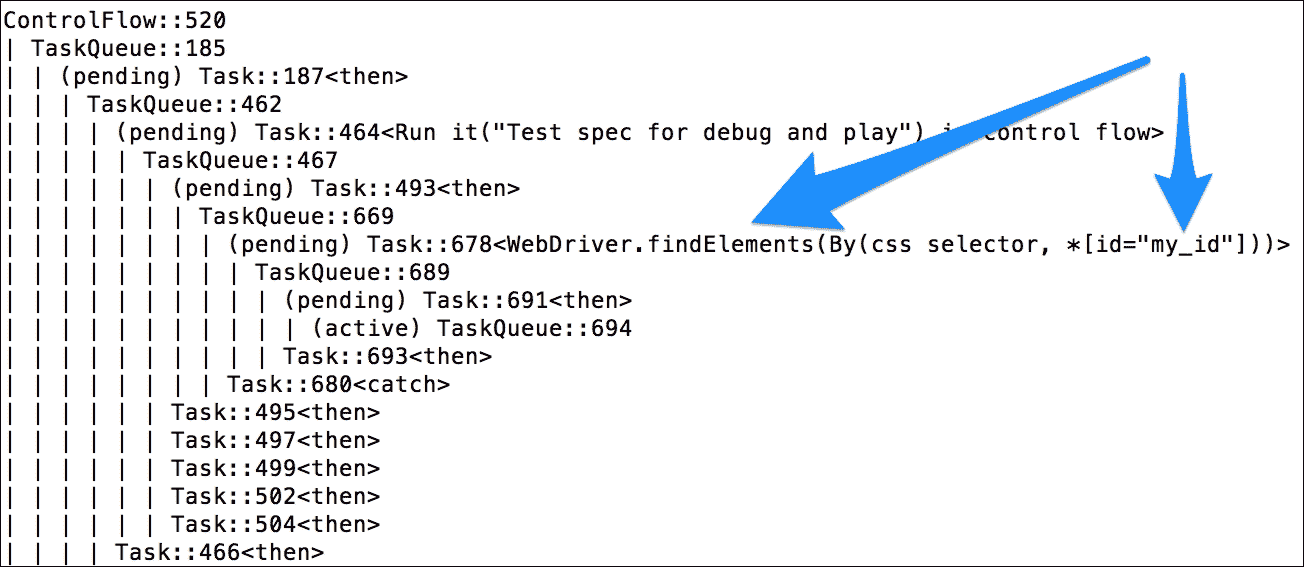 ControlFlow::520
| TaskQueue::185
| | (pending) Task::187<then>
| | | TaskQueue::462
| | | | (pending) Task::464<Run it("Test spec for debug and play") control flow>
| | | | | TaskQueue::467
| | | | | | (pending) Task::493<then>
| | | | | | | TaskQueue::669
| | | | | | | | (pending) Task::678<WebDriver.findElements(By(css selector, *[id="my_id"]))>
| | | | | | | | | TaskQueue::689
| | | | | | | | | | (pending) Task::691<then>
| | | | | | | | | | | (active) TaskQueue::694
| | | | | | | | | | Task::693<then>
| | | | | | | | Task::680<catch>
| | | | | | Task::495<then>
| | | | | | Task::497<then>
| | | | | | Task::499<then>
| | | | | | Task::502<then>
| | | | | | Task::504<then>
| | | | Task::466<then>